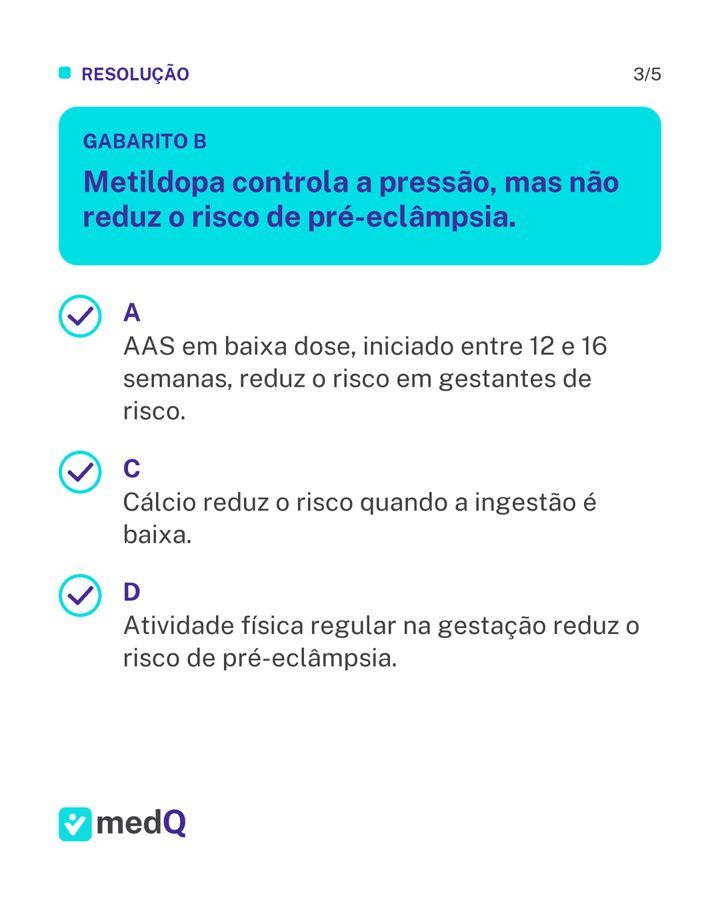 RESOLUÇÃO
3/5
GABARITO B
Metildopa controla a pressão, mas não
reduz o risco de pré-eclâmpsia.
A
AAS em baixa dose, iniciado entre 12 e 16
semanas, reduz o risco em gestantes de
risco.
C
Cálcio reduz o risco quando a ingestão é
baixa.
D
Atividade física regular na gestação reduz o
risco de pré-eclâmpsia.
medQ